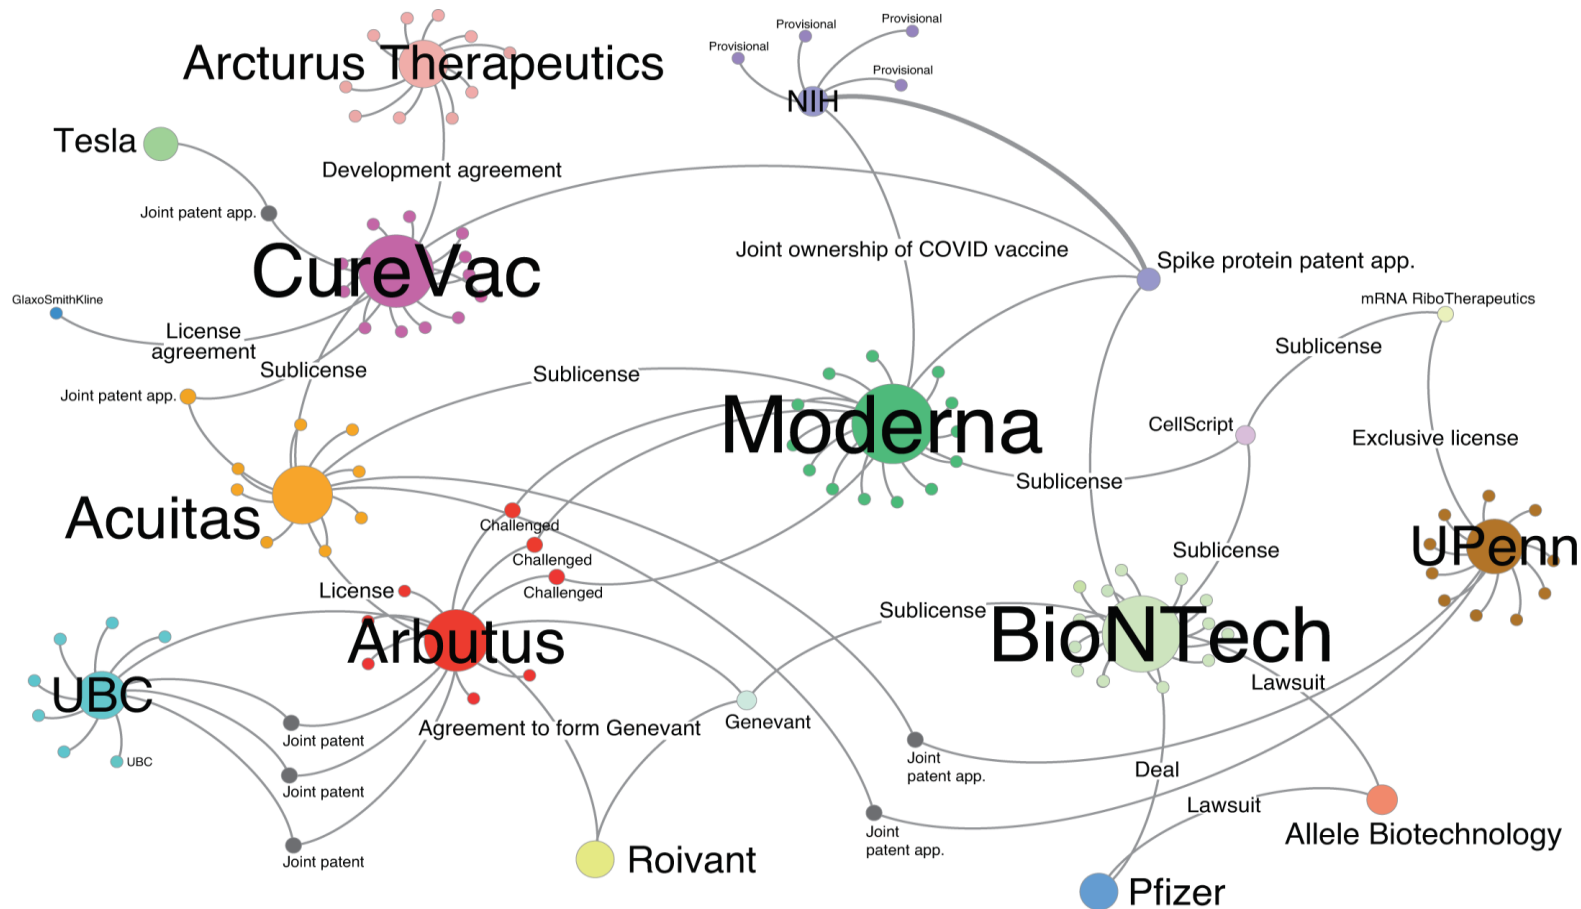 Provisional
Provisional
Provisional
Provisional
NIH
Arcturus Therapeutics
Tesla
Development agreement
Joint patent app.
CureVac
Joint ownership of COVID vaccine
Spike protein patent app.
GlaxoSmithKline
mRNA RiboTherapeutics
License
agreement
Sublicense
Sublicense
Sublicense
Joint patent app.
Moderna
CellScript
Exclusive license
Sublicense
Acuitas
Challenged
Challenged
Challenged
Sublicense
UPenn
License
Sublicense
Arbutus
BioNTech
UBC
Lawsuit
Agreement to form Genevant
Genevant
Joint patent
UBC
Joint
patent app.
Deal
Joint patent
Lawsuit
Joint
patent app.
Allele Biotechnology
Joint patent
Roivant
Pfizer